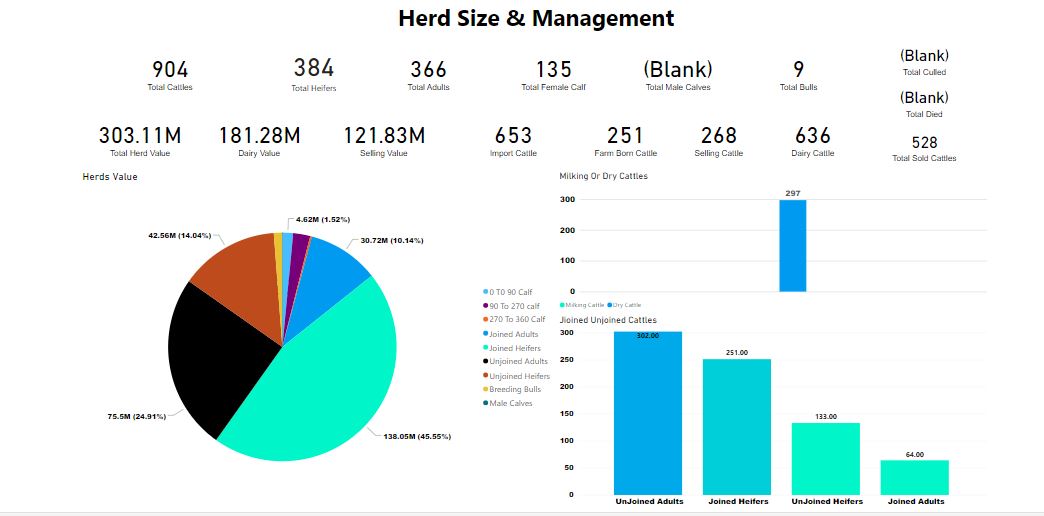 Herd Size & Management
904
Total Cattles
384
Total Heifers
366
Total Adults
135
Total Female Calf
(Blank)
Total Male Calves
9
Total Bulls
(Blank)
Total Culled
(Blank)
Total Died
303.11M
Total Herd Value
181.28M
Dairy Value
121.83M
Selling Value
653
Import Cattle
251
Farm Born Cattle
268
Selling Cattle
636
Dairy Cattle
528
Total Sold Cattles
Herds Value
4.62M (1.52%)
30.72M (10.14%)
42.56M (14.04%)
75.5M (24.91%)
138.05M (45.55%)
0 TO 90 Calf
90 To 270 calf
270 To 360 Calf
Joined Adults
Joined Heifers
Unjoined Adults
Unjoined Heifers
Breeding Bulls
Male Calves
Milking Or Dry Cattles
300
200
100
0
297
Milking Cattle Dry Cattle
Jioined Unjoined Cattles
300
250
200
150
100
50
0
302.00
251.00
133.00
64.00
UnJoined Adults
Joined Heifers
UnJoined Heifers
Joined Adults